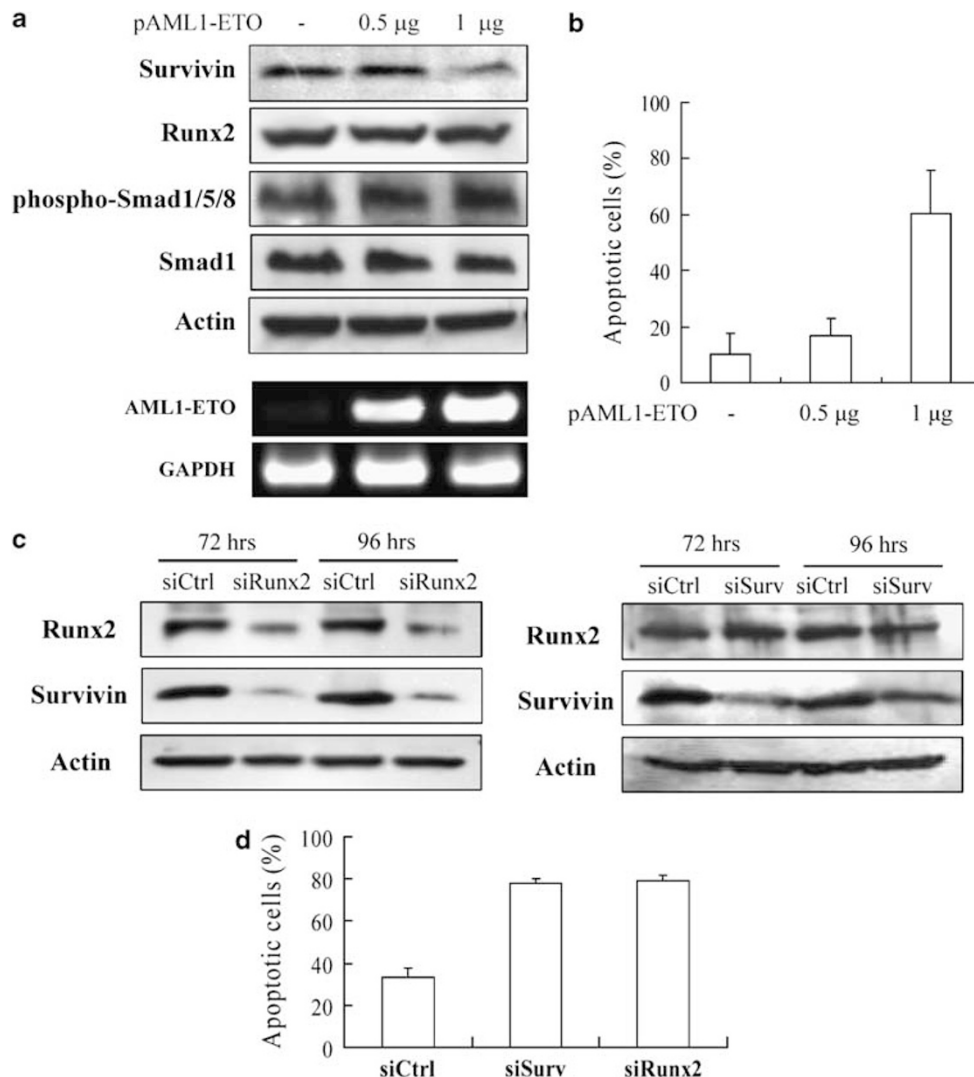 a
pAML1-ETO - 0.5 µg 1 µg
Survivin
Runx2
phospho-Smad1/5/8
Smad1
Actin
AML1-ETO
GAPDH
b
Apoptotic cells (%)
100
80
60
40
20
0
pAML1-ETO - 0.5 µg 1 µg
c
72 hrs 96 hrs
siCtrl siRunx2 siCtrl siRunx2
Runx2
Survivin
Actin
72 hrs 96 hrs
siCtrl siSurv siCtrl siSurv
Runx2
Survivin
Actin
d
Apoptotic cells (%)
100
80
60
40
20
0
siCtrl siSurv siRunx2